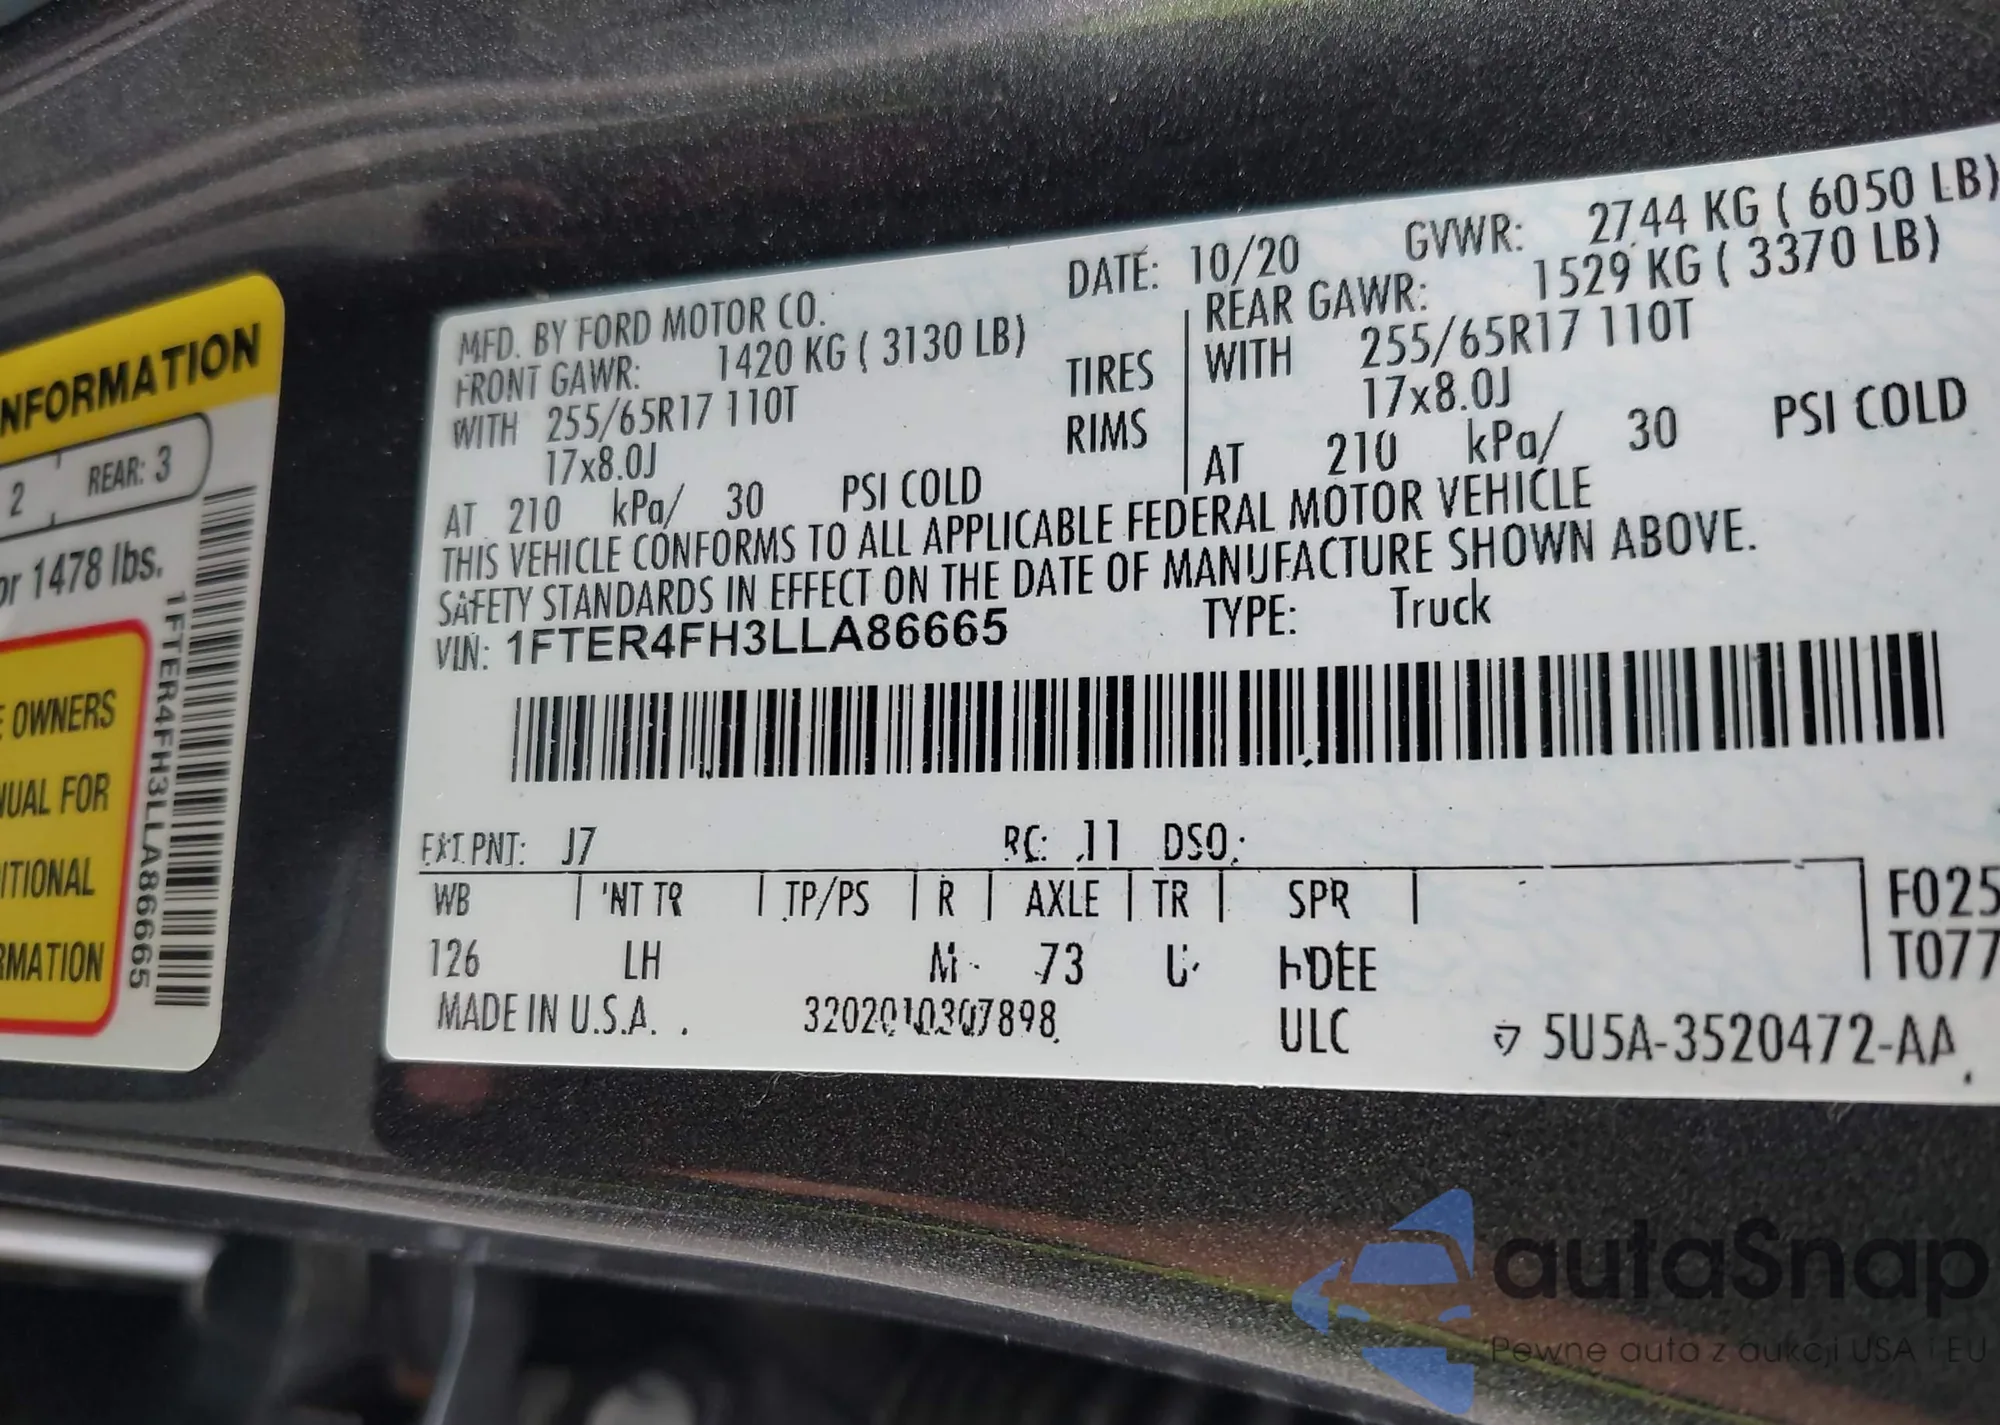 NFORMATION
2 REAR: 3
or 1478 lbs.
OWNERS
UAL FOR
ITIONAL
RMATION
1FTER4FH3LLA86665
MFD. BY FORD MOTOR CO. DATE: 10/20 GVWR: 2744 KG ( 6050 LB)
FRONT GAWR: 1420 KG ( 3130 LB) REAR GAWR: 1529 KG ( 3370 LB)
WITH 255/65R17 110T TIRES WITH 255/65R17 110T
17x8.0J RIMS 17x8.0J
AT 210 kPa/ 30 PSI COLD AT 210 kPa/ 30 PSI COLD
THIS VEHICLE CONFORMS TO ALL APPLICABLE FEDERAL MOTOR VEHICLE
SAFETY STANDARDS IN EFFECT ON THE DATE OF MANUFACTURE SHOWN ABOVE.
VIN: 1FTER4FH3LLA86665 TYPE: Truck
EXT PNT: J7 RC: 11 DSO:
WB INT TR TP/PS R AXLE TR SPR F025
126 LH M 73 U T077
MADE IN U.S.A. 3202010307898 ULC 5U5A-3520472-AA
autaSnap
Pewne auta z aukcji USA i EU